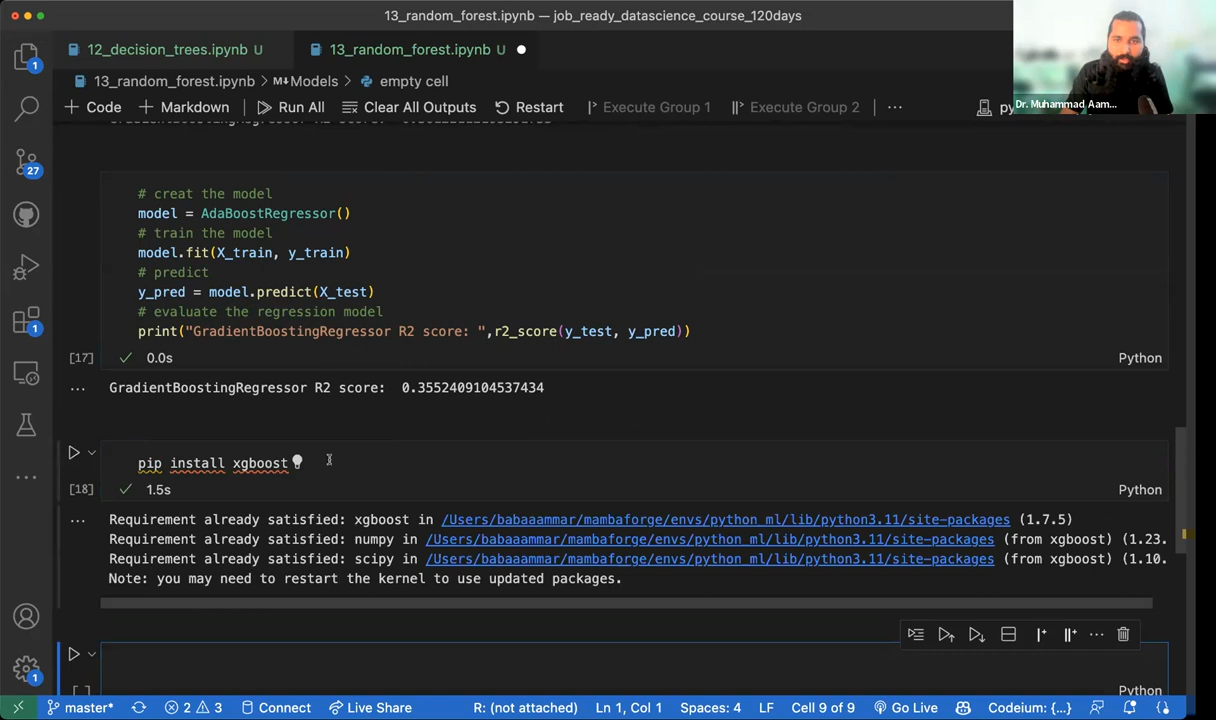 13_random_forest.ipynb — job_ready_datascience_course_120days
12_decision_trees.ipynb U
13_random_forest.ipynb U
13_random_forest.ipynb > M↓Models > empty cell
+ Code + Markdown Run All Clear All Outputs Restart Execute Group 1 Execute Group 2 ...
Dr. Muhammad Aam...
# creat the model
model = AdaBoostRegressor()
# train the model
model.fit(X_train, y_train)
# predict
y_pred = model.predict(X_test)
# evaluate the regression model
print("GradientBoostingRegressor R2 score: ",r2_score(y_test, y_pred))
[17] 0.0s Python
GradientBoostingRegressor R2 score: 0.3552409104537434
pip install xgboost
[18] 1.5s Python
Requirement already satisfied: xgboost in /Users/babaaammar/mambaforge/envs/python_ml/lib/python3.11/site-packages (1.7.5)
Requirement already satisfied: numpy in /Users/babaaammar/mambaforge/envs/python_ml/lib/python3.11/site-packages (from xgboost) (1.23.
Requirement already satisfied: scipy in /Users/babaaammar/mambaforge/envs/python_ml/lib/python3.11/site-packages (from xgboost) (1.10.
Note: you may need to restart the kernel to use updated packages.
[ ] Python
1
27
1
1
master* 2 3 Connect Live Share R: (not attached) Ln 1, Col 1 Spaces: 4 LF Cell 9 of 9 Go Live Codeium: {...}